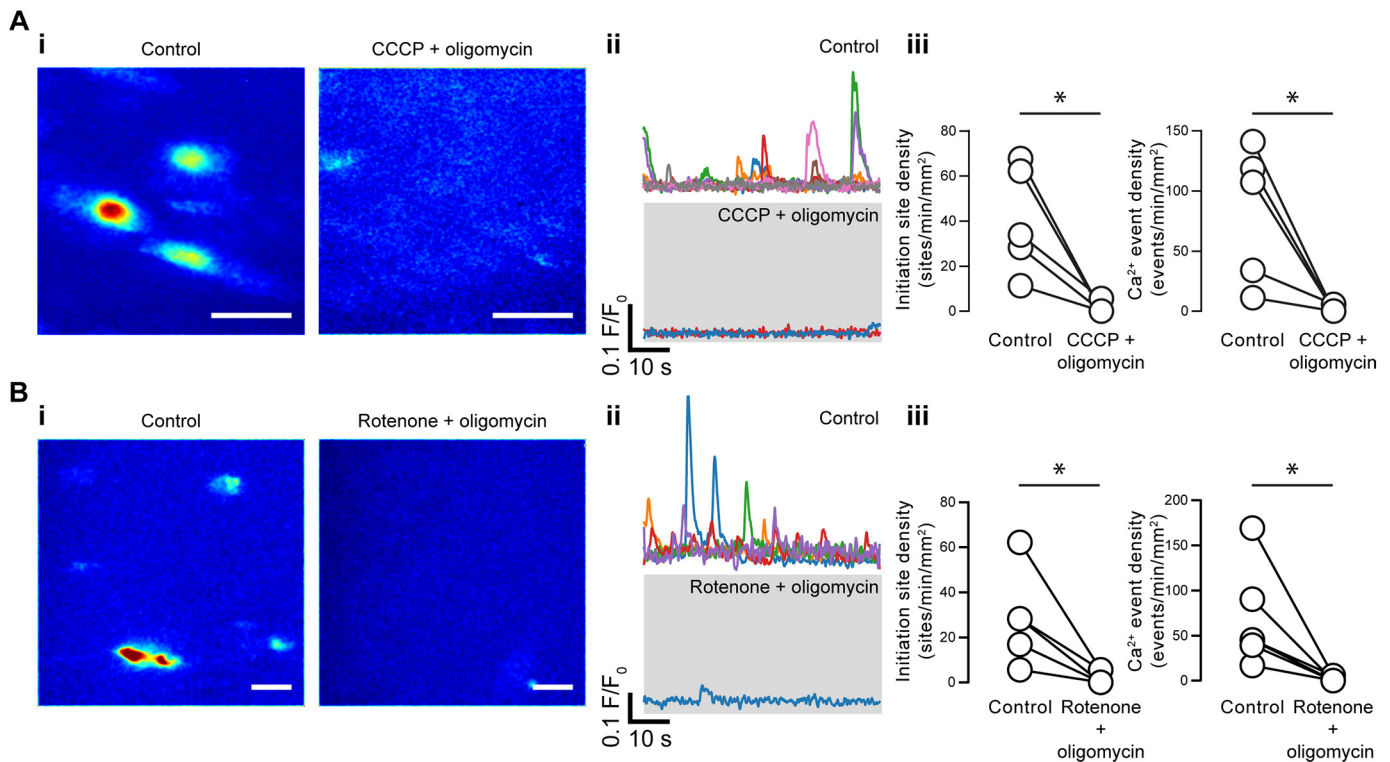 A
i
Control
CCCP + oligomycin
ii
Control
CCCP + oligomycin
0.1 F/F0
10 s
iii
*
Initiation site density
(sites/min/mm²)
80
60
40
20
0
Control
CCCP +
oligomycin
*
Ca²⁺ event density
(events/min/mm²)
150
100
50
0
Control
CCCP +
oligomycin
B
i
Control
Rotenone + oligomycin
ii
Control
Rotenone + oligomycin
0.1 F/F0
10 s
iii
*
Initiation site density
(sites/min/mm²)
80
60
40
20
0
Control
Rotenone
+
oligomycin
*
Ca²⁺ event density
(events/min/mm²)
200
150
100
50
0
Control
Rotenone
+
oligomycin